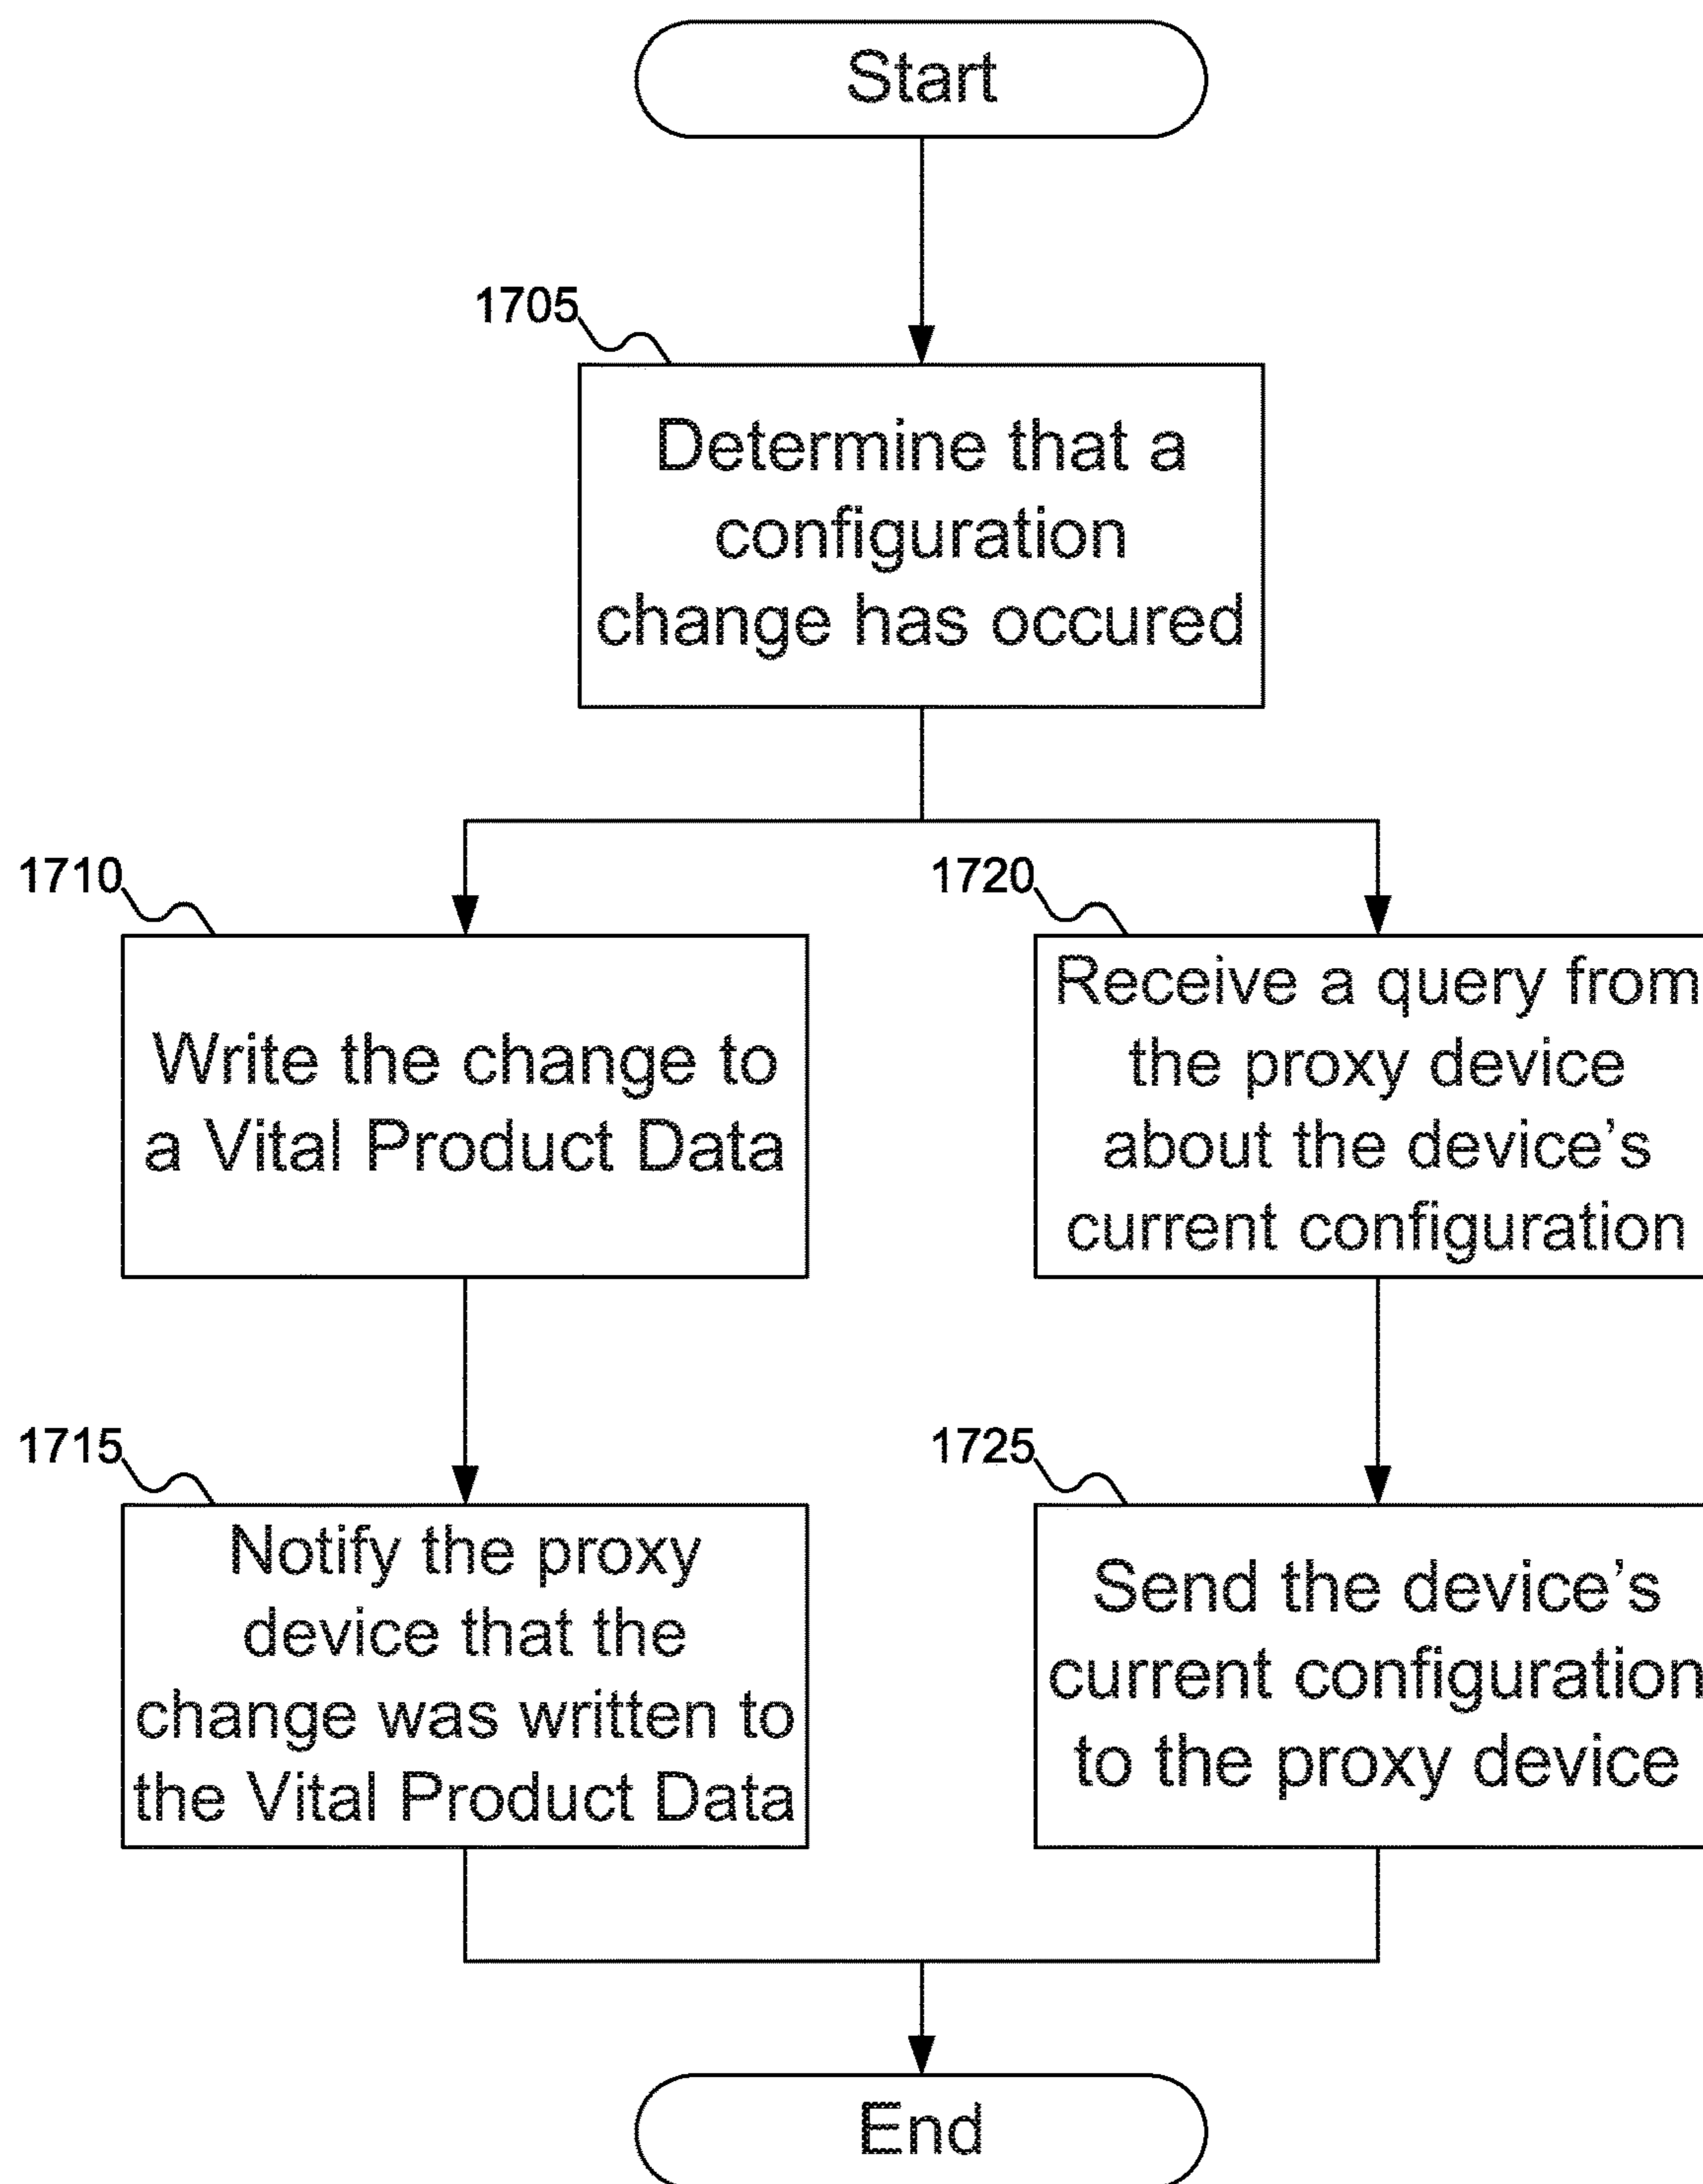 Start
1705
Determine that a
configuration
change has occured
1710
Write the change to
a Vital Product Data
1715
Notify the proxy
device that the
change was written to
the Vital Product Data
1720
Receive a query from
the proxy device
about the device's
current configuration
1725
Send the device's
current configuration
to the proxy device
End